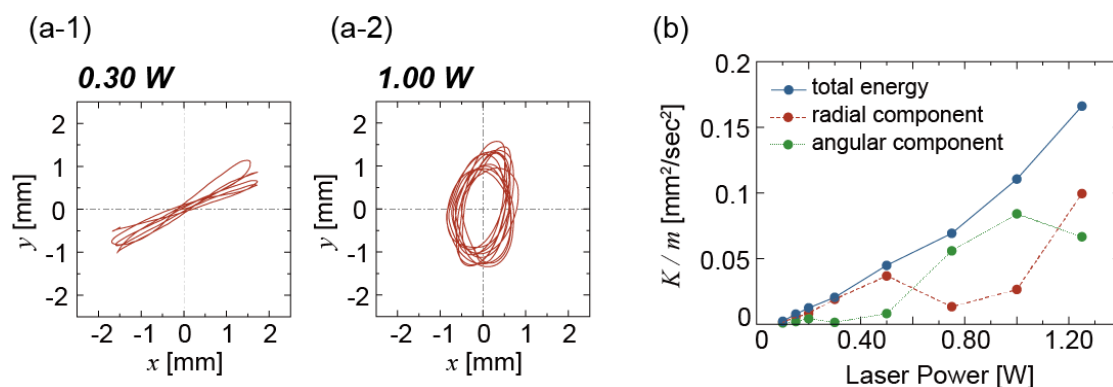 (a-1)
0.30 W
2
1
0
-1
-2
y [mm]
-2 -1 0 1 2
x [mm]
(a-2)
1.00 W
2
1
0
-1
-2
y [mm]
-2 -1 0 1 2
x [mm]
(b)
0.2
0.15
0.1
0.05
0
K / m [mm²/sec²]
total energy
radial component
angular component
0 0.40 0.80 1.20
Laser Power [W]